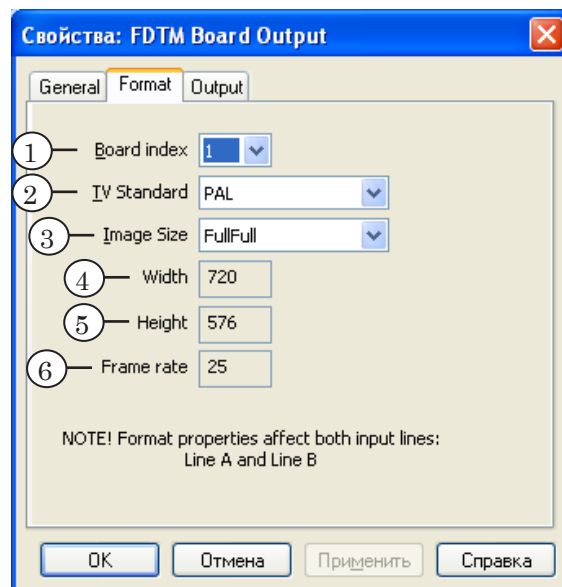 Свойства: FDTM Board Output
General Format Output
1 Board index 1
2 TV Standard PAL
3 Image Size FullFull
4 Width 720
5 Height 576
6 Frame rate 25
NOTE! Format properties affect both input lines:
Line A and Line B
OK Отмена Применить Справка